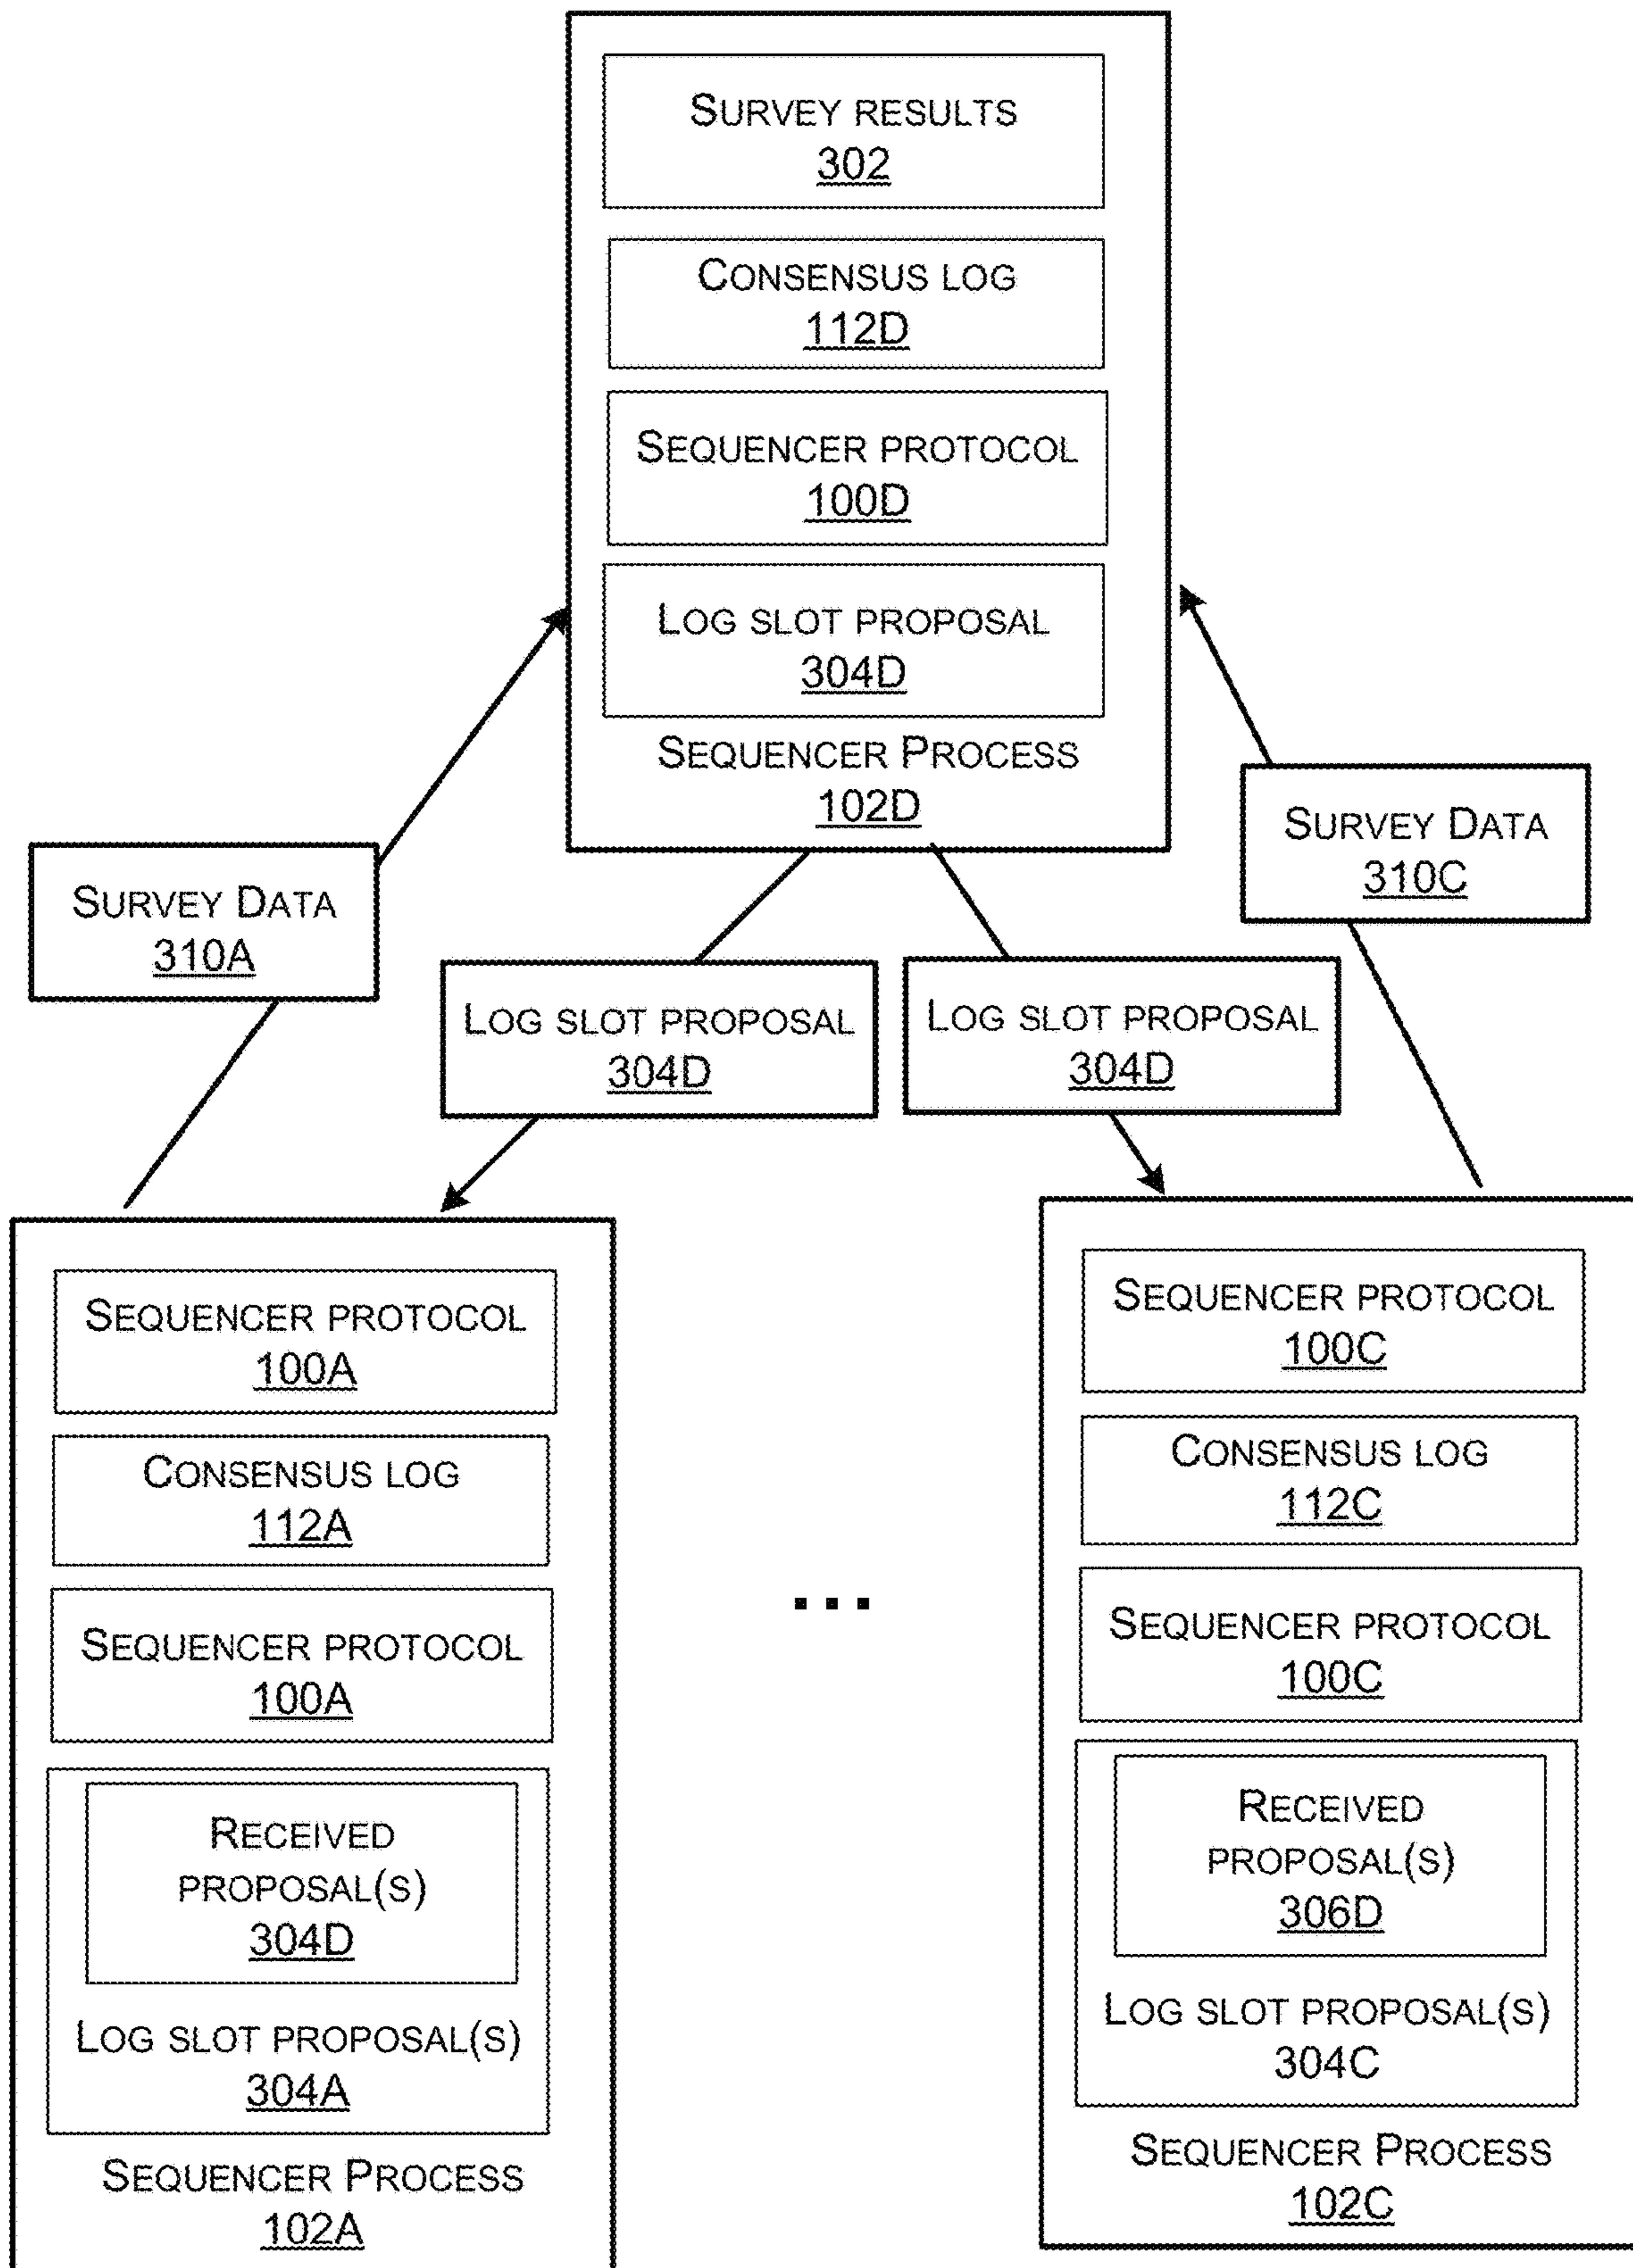 SURVEY RESULTS
302
CONSENSUS LOG
112D
SEQUENCER PROTOCOL
100D
LOG SLOT PROPOSAL
304D
SEQUENCER PROCESS
102D
SURVEY DATA
310A
SURVEY DATA
310C
LOG SLOT PROPOSAL
304D
LOG SLOT PROPOSAL
304D
SEQUENCER PROTOCOL
100A
CONSENSUS LOG
112A
SEQUENCER PROTOCOL
100A
RECEIVED
PROPOSAL(S)
304D
LOG SLOT PROPOSAL(S)
304A
SEQUENCER PROCESS
102A
...
SEQUENCER PROTOCOL
100C
CONSENSUS LOG
112C
SEQUENCER PROTOCOL
100C
RECEIVED
PROPOSAL(S)
306D
LOG SLOT PROPOSAL(S)
304C
SEQUENCER PROCESS
102C